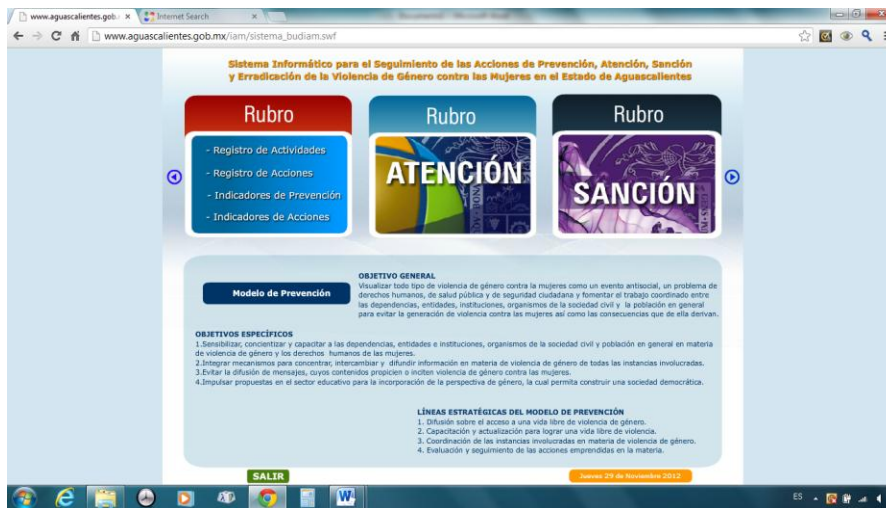 www.aguascalientes.gob.
Internet Search
www.aguascalientes.gob.mx/iam/sistema_budiam.swf
Sistema Informático para el Seguimiento de las Acciones de Prevención, Atención, Sanción
y Erradicación de la Violencia de Género contra las Mujeres en el Estado de Aguascalientes
Rubro
Rubro
Rubro
- Registro de Actividades
- Registro de Acciones
- Indicadores de Prevención
- Indicadores de Acciones
ATENCIÓN
SANCIÓN
Modelo de Prevención
OBJETIVO GENERAL
Visualizar todo tipo de violencia de género contra la mujeres como un evento antisocial, un problema de
derechos humanos, de salud pública y de seguridad ciudadana y fomentar el trabajo coordinado entre
las dependencias, entidades, instituciones, organismos de la sociedad civil y la población en general
para evitar la generación de violencia contra las mujeres así como las consecuencias que de ella derivan.
OBJETIVOS ESPECÍFICOS
1.Sensibilizar, concientizar y capacitar a las dependencias, entidades e instituciones, organismos de la sociedad civil y población en general en materia
de violencia de género y los derechos humanos de las mujeres.
2.Integrar mecanismos para concentrar, intercambiar y difundir información en materia de violencia de género de todas las instancias involucradas.
3.Evitar la difusión de mensajes, cuyos contenidos propicien o inciten violencia de género contra las mujeres.
4.Impulsar propuestas en el sector educativo para la incorporación de la perspectiva de género, la cual permita construir una sociedad democrática.
LÍNEAS ESTRATÉGICAS DEL MODELO DE PREVENCIÓN
1. Difusión sobre el acceso a una vida libre de violencia de género.
2. Capacitación y actualización para lograr una vida libre de violencia.
3. Coordinación de las instancias involucradas en materia de violencia de género.
4. Evaluación y seguimiento de las acciones emprendidas en la materia.
SALIR
Jueves 29 de Noviembre 2012
ES